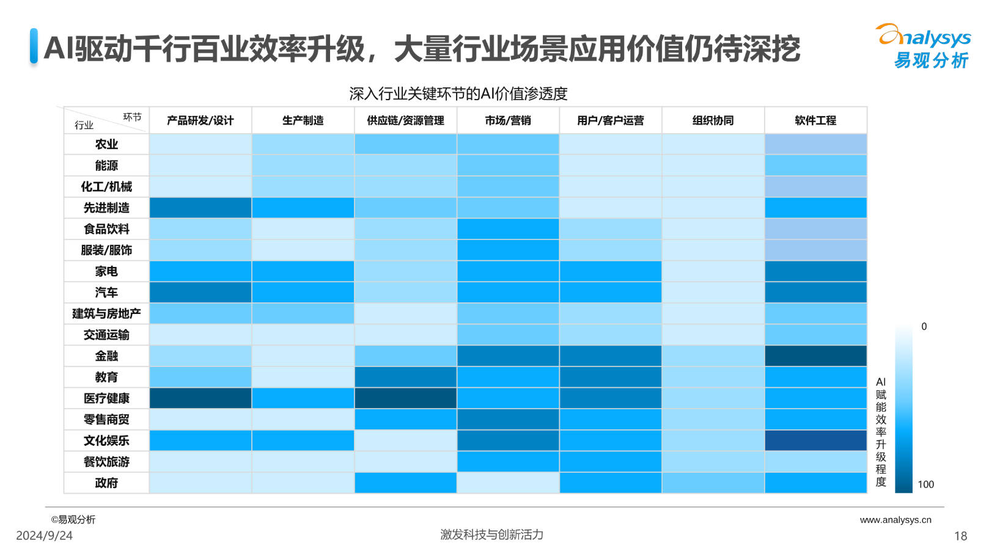 AI驱动千行百业效率升级，大量行业场景应用价值仍待深挖
analysys
易观分析
深入行业关键环节的AI价值渗透度
环节
行业
产品研发/设计
生产制造
供应链/资源管理
市场/营销
用户/客户运营
组织协同
软件工程
农业
能源
化工/机械
先进制造
食品饮料
服装/服饰
家电
汽车
建筑与房地产
交通运输
金融
教育
医疗健康
零售商贸
文化娱乐
餐饮旅游
政府
0
AI赋能效率升级程度
100
©易观分析
www.analysys.cn
2024/9/24
激发科技与创新活力
18